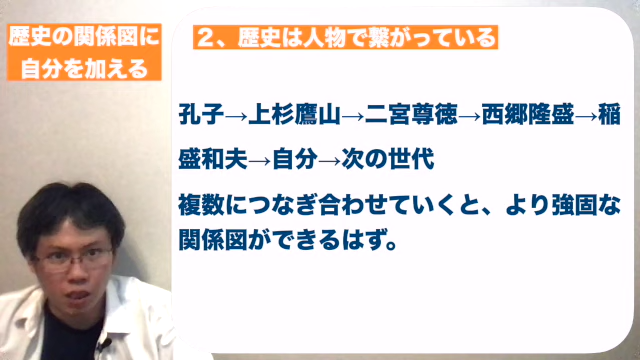 歴史の関係図に
自分を加える
２、歴史は人物で繋がっている
孔子→上杉鷹山→二宮尊徳→西郷隆盛→稲
盛和夫→自分→次の世代
複数につなぎ合わせていくと、より強固な
関係図ができるはず。